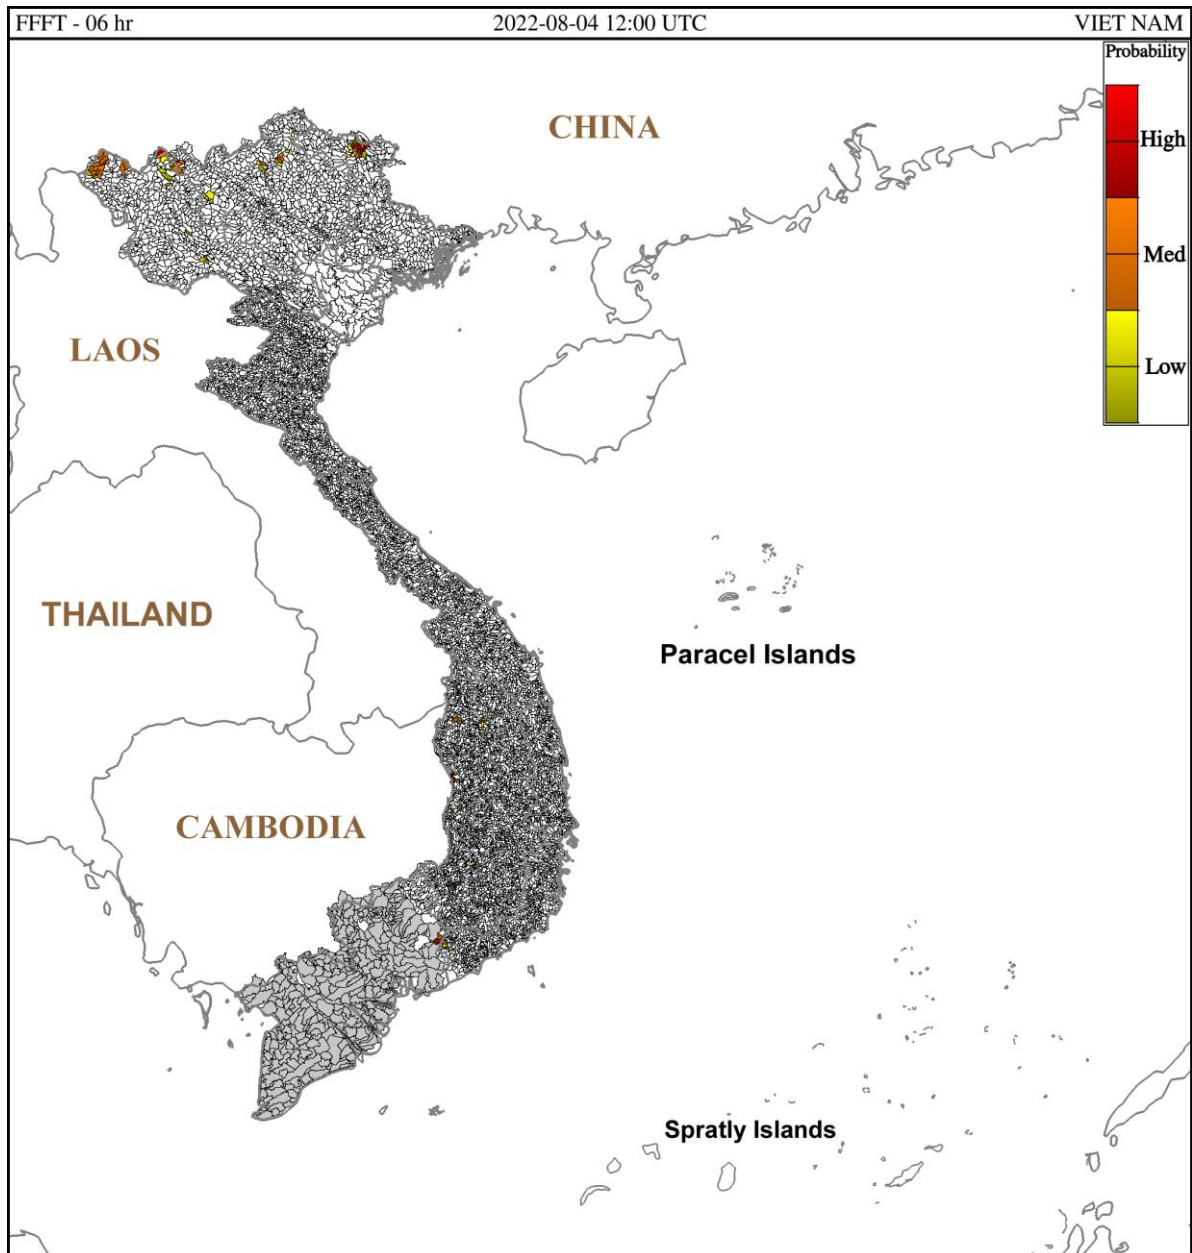 FFFT - 06 hr 2022-08-04 12:00 UTC VIET NAM
Probability
CHINA
High
Med
LAOS
Low
THAILAND
Paracel Islands
CAMBODIA
Spratly Islands